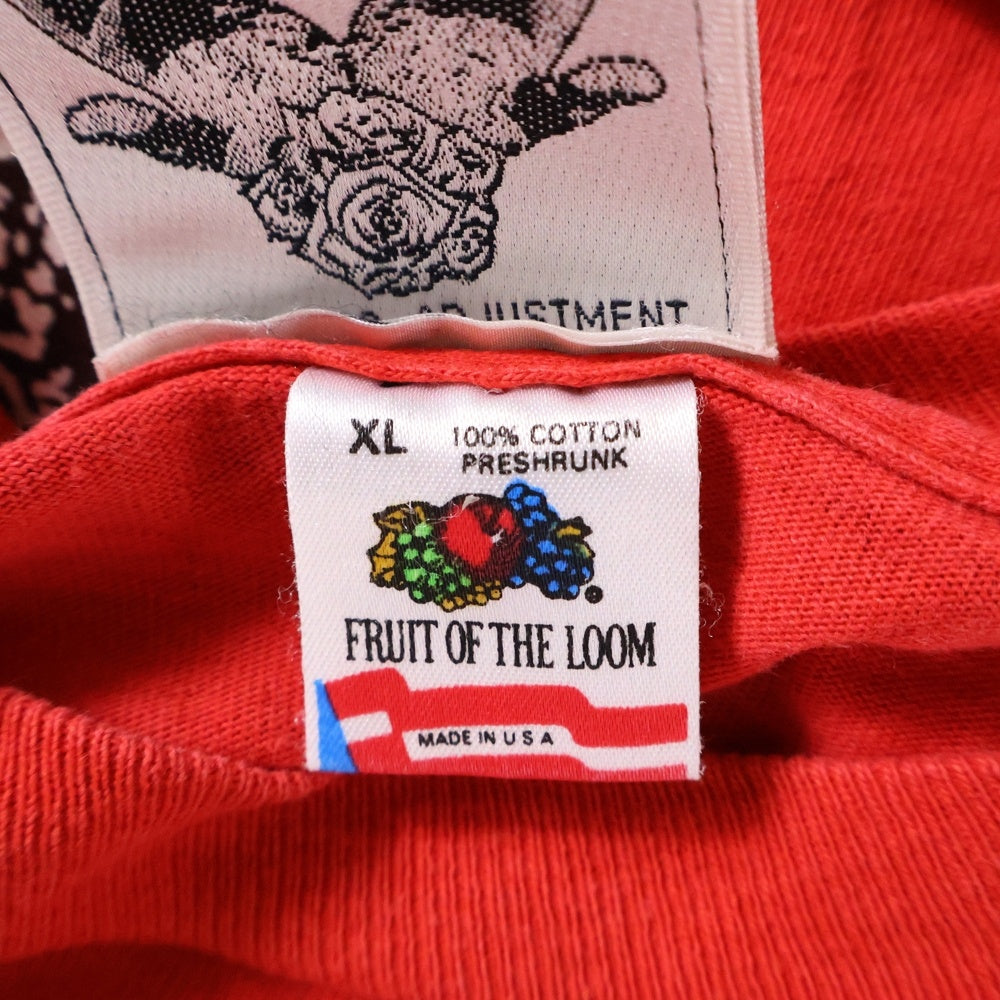 & ADJUSTMENT
XL
100% COTTON
PRESHRUNK
®
FRUIT OF THE LOOM
MADE IN U S A